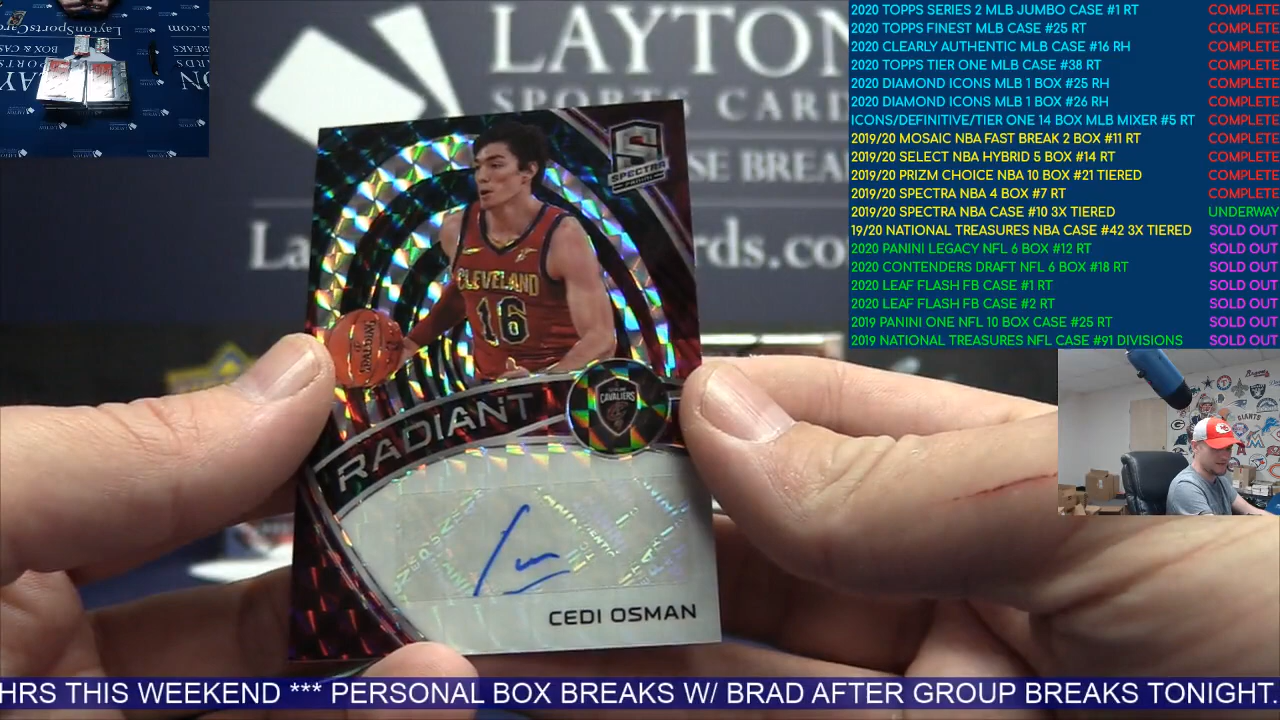 LAYTON
SPORTS CARD
SE BREA
La
rds.co
2020 TOPPS SERIES 2 MLB JUMBO CASE #1 RT COMPLETE
2020 TOPPS FINEST MLB CASE #25 RT COMPLETE
2020 CLEARLY AUTHENTIC MLB CASE #16 RH COMPLETE
2020 TOPPS TIER ONE MLB CASE #38 RT COMPLETE
2020 DIAMOND ICONS MLB 1 BOX #25 RH COMPLETE
2020 DIAMOND ICONS MLB 1 BOX #26 RH COMPLETE
ICONS/DEFINITIVE/TIER ONE 14 BOX MLB MIXER #5 RT COMPLETE
2019/20 MOSAIC NBA FAST BREAK 2 BOX #11 RT COMPLETE
2019/20 SELECT NBA HYBRID 5 BOX #14 RT COMPLETE
2019/20 PRIZM CHOICE NBA 10 BOX #21 TIERED COMPLETE
2019/20 SPECTRA NBA 4 BOX #7 RT COMPLETE
2019/20 SPECTRA NBA CASE #10 3X TIERED UNDERWAY
19/20 NATIONAL TREASURES NBA CASE #42 3X TIERED SOLD OUT
2020 PANINI LEGACY NFL 6 BOX #12 RT SOLD OUT
2020 CONTENDERS DRAFT NFL 6 BOX #18 RT SOLD OUT
2020 LEAF FLASH FB CASE #1 RT SOLD OUT
2020 LEAF FLASH FB CASE #2 RT SOLD OUT
2019 PANINI ONE NFL 10 BOX CASE #25 RT SOLD OUT
2019 NATIONAL TREASURES NFL CASE #91 DIVISIONS SOLD OUT
S
SPECTRA
PANINI
CLEVELAND
16
SPALDING
CAVALIERS
RADIANT
CEDI OSMAN
GIANTS
HRS THIS WEEKEND *** PERSONAL BOX BREAKS W/ BRAD AFTER GROUP BREAKS TONIGHT.